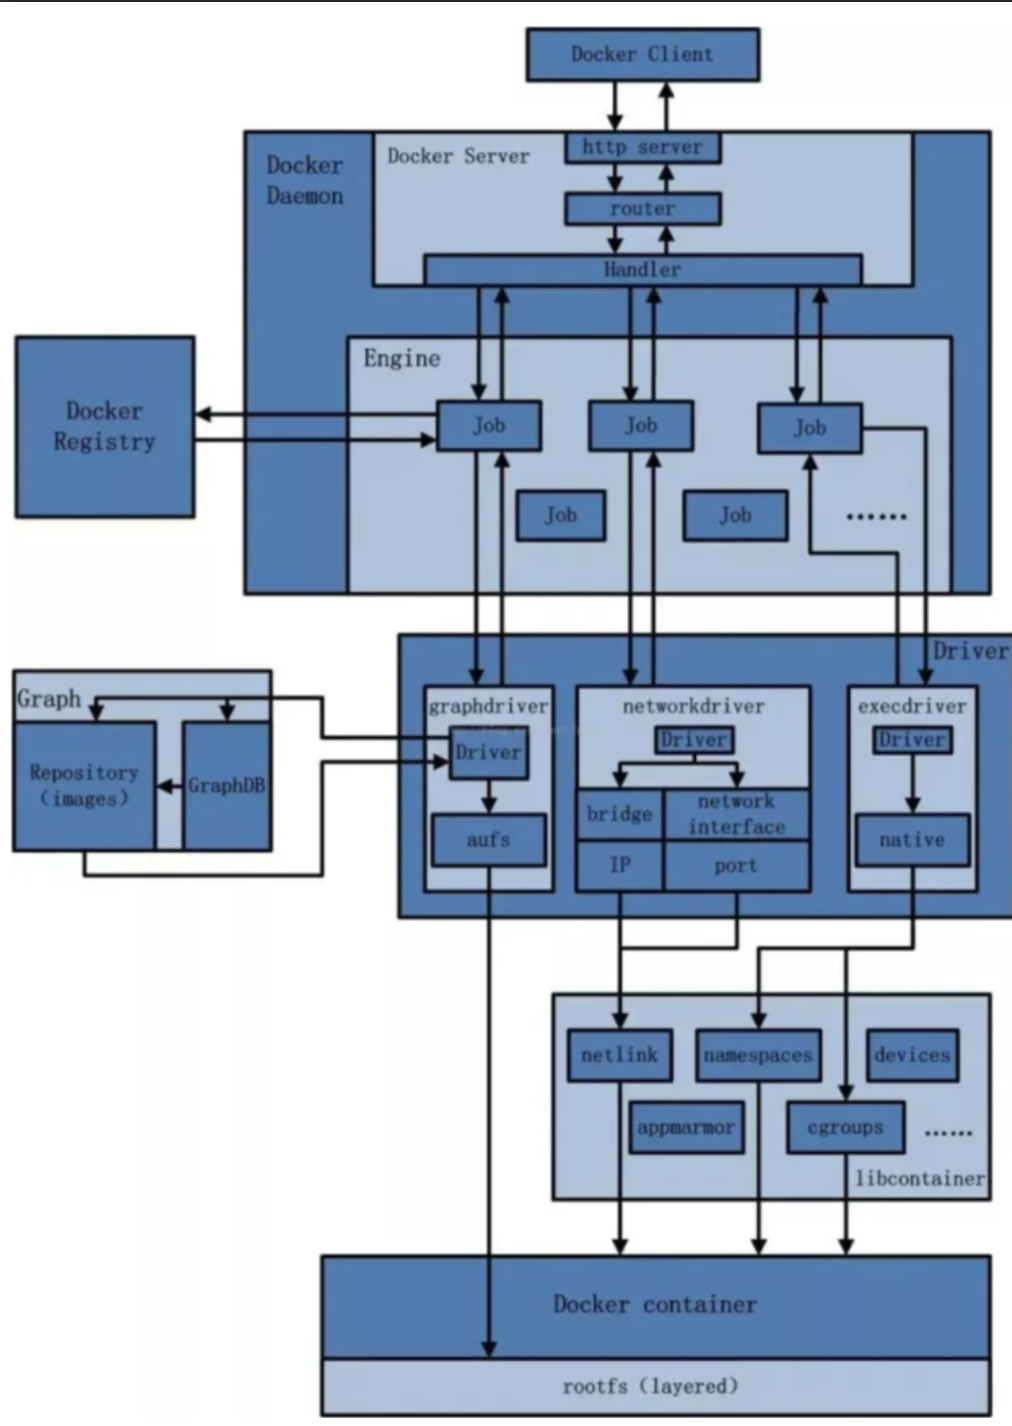 Docker Client
Docker
Daemon
Docker Server
http server
router
Handler
Docker
Registry
Engine
Job
Job
Job
Job
Job
……
Driver
Graph
Repository
(images)
GraphDB
graphdriver
Driver
aufs
networkdriver
Driver
bridge
network
interface
IP
port
execdriver
Driver
native
netlink
namespaces
devices
appmarmor
cgroups
……
libcontainer
Docker container
rootfs (layered)